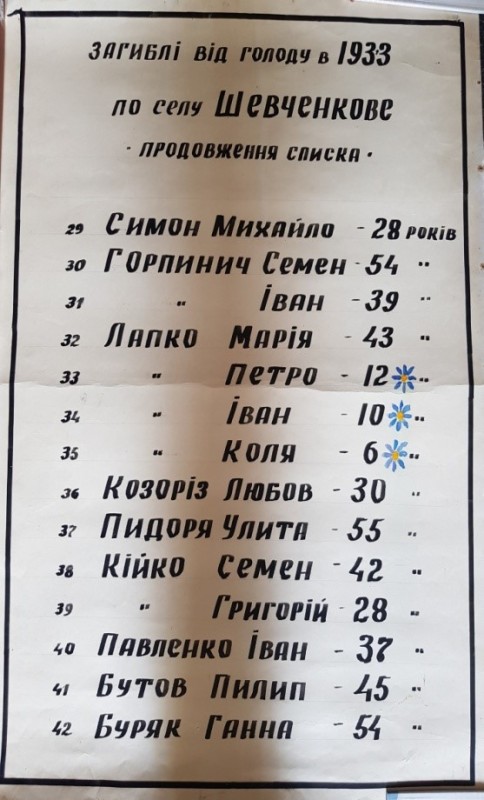 Загиблі від голоду в 1933
по селу Шевченкове
· продовження списка ·
29 Симон Михайло - 28 років
30 Горпинич Семен - 54 "
31 " Іван - 39 "
32 Лапко Марія - 43 "
33 " Петро - 12 "
34 " Іван - 10 "
35 " Коля - 6 "
36 Козоріз Любов - 30 "
37 Пидоря Улита - 55 "
38 Кійко Семен - 42 "
39 " Григорій - 28 "
40 Павленко Іван - 37 "
41 Бутов Пилип - 45 "
42 Буряк Ганна - 54 "